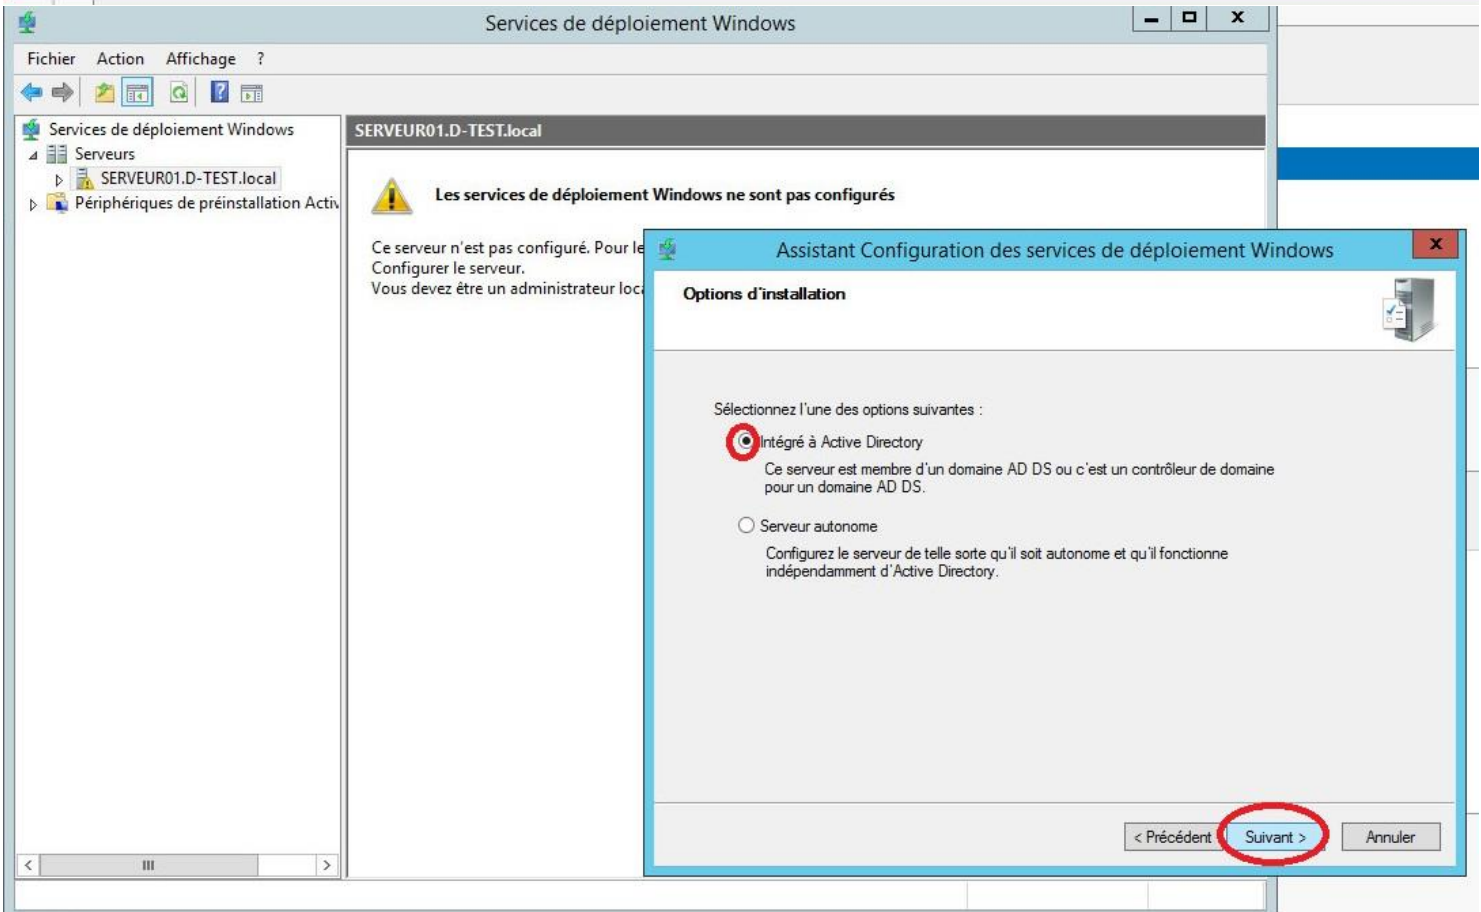 Services de déploiement Windows
Fichier Action Affichage ?
Services de déploiement Windows
Serveurs
SERVEUR01.D-TEST.local
Périphériques de préinstallation Activ
SERVEUR01.D-TEST.local
Les services de déploiement Windows ne sont pas configurés
Ce serveur n'est pas configuré. Pour le
Configurer le serveur.
Vous devez être un administrateur loca
Assistant Configuration des services de déploiement Windows
Options d'installation
Sélectionnez l'une des options suivantes :
Intégré à Active Directory
Ce serveur est membre d'un domaine AD DS ou c'est un contrôleur de domaine
pour un domaine AD DS.
Serveur autonome
Configurez le serveur de telle sorte qu'il soit autonome et qu'il fonctionne
indépendamment d'Active Directory.
< Précédent Suivant > Annuler